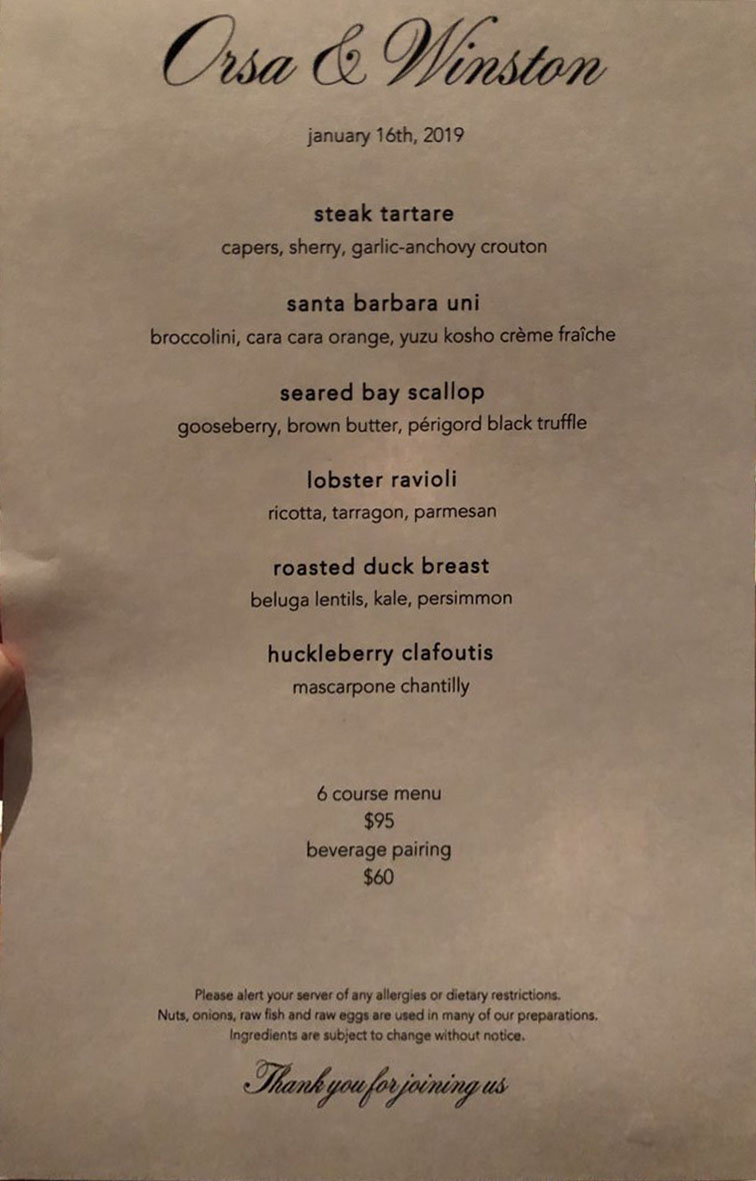 Orsa & Winston
january 16th, 2019
steak tartare
capers, sherry, garlic-anchovy crouton
santa barbara uni
broccolini, cara cara orange, yuzu kosho crème fraîche
seared bay scallop
gooseberry, brown butter, périgord black truffle
lobster ravioli
ricotta, tarragon, parmesan
roasted duck breast
beluga lentils, kale, persimmon
huckleberry clafoutis
mascarpone chantilly
6 course menu
$95
beverage pairing
$60
Please alert your server of any allergies or dietary restrictions.
Nuts, onions, raw fish and raw eggs are used in many of our preparations.
Ingredients are subject to change without notice.
Thank you for joining us